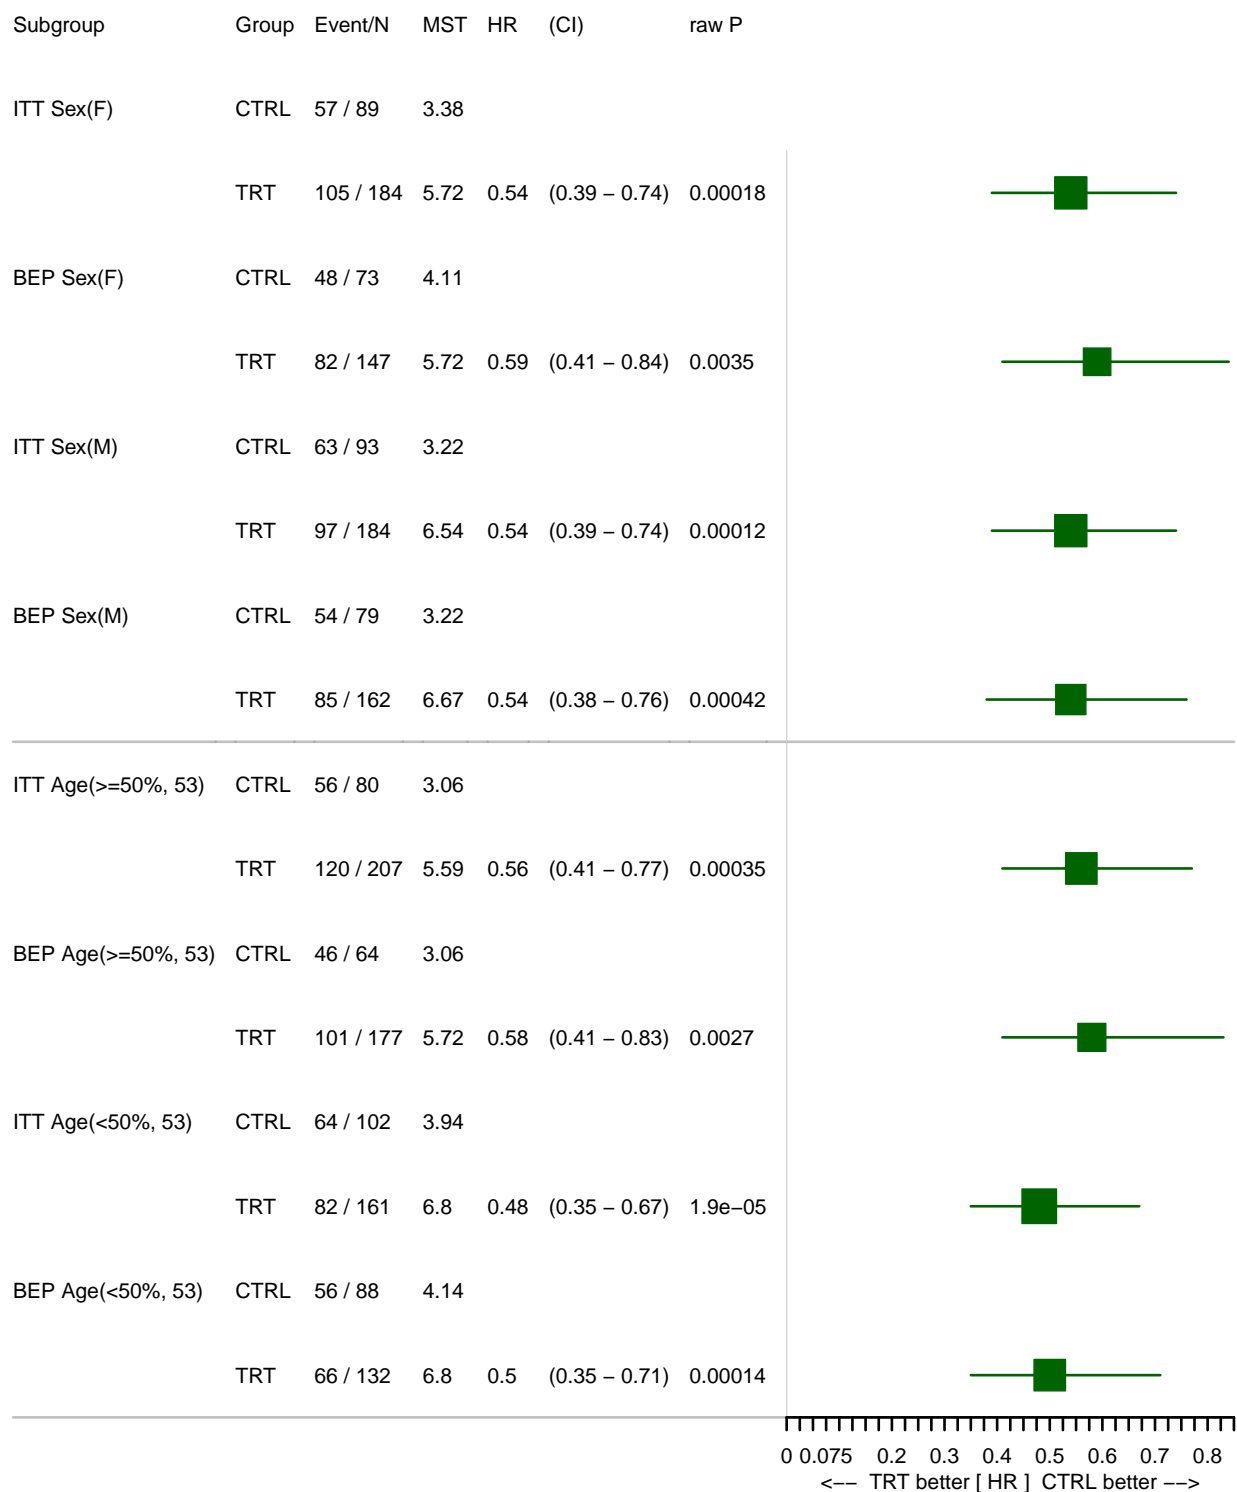 Subgroup Group Event/N MST HR (CI) raw P
ITT Sex(F) CTRL 57 / 89 3.38
TRT 105 / 184 5.72 0.54 (0.39 − 0.74) 0.00018
BEP Sex(F) CTRL 48 / 73 4.11
TRT 82 / 147 5.72 0.59 (0.41 − 0.84) 0.0035
ITT Sex(M) CTRL 63 / 93 3.22
TRT 97 / 184 6.54 0.54 (0.39 − 0.74) 0.00012
BEP Sex(M) CTRL 54 / 79 3.22
TRT 85 / 162 6.67 0.54 (0.38 − 0.76) 0.00042
ITT Age(>=50%, 53) CTRL 56 / 80 3.06
TRT 120 / 207 5.59 0.56 (0.41 − 0.77) 0.00035
BEP Age(>=50%, 53) CTRL 46 / 64 3.06
TRT 101 / 177 5.72 0.58 (0.41 − 0.83) 0.0027
ITT Age(<50%, 53) CTRL 64 / 102 3.94
TRT 82 / 161 6.8 0.48 (0.35 − 0.67) 1.9e−05
BEP Age(<50%, 53) CTRL 56 / 88 4.14
TRT 66 / 132 6.8 0.5 (0.35 − 0.71) 0.00014
0 0.075 0.2 0.3 0.4 0.5 0.6 0.7 0.8
<−− TRT better [ HR ] CTRL better −−>